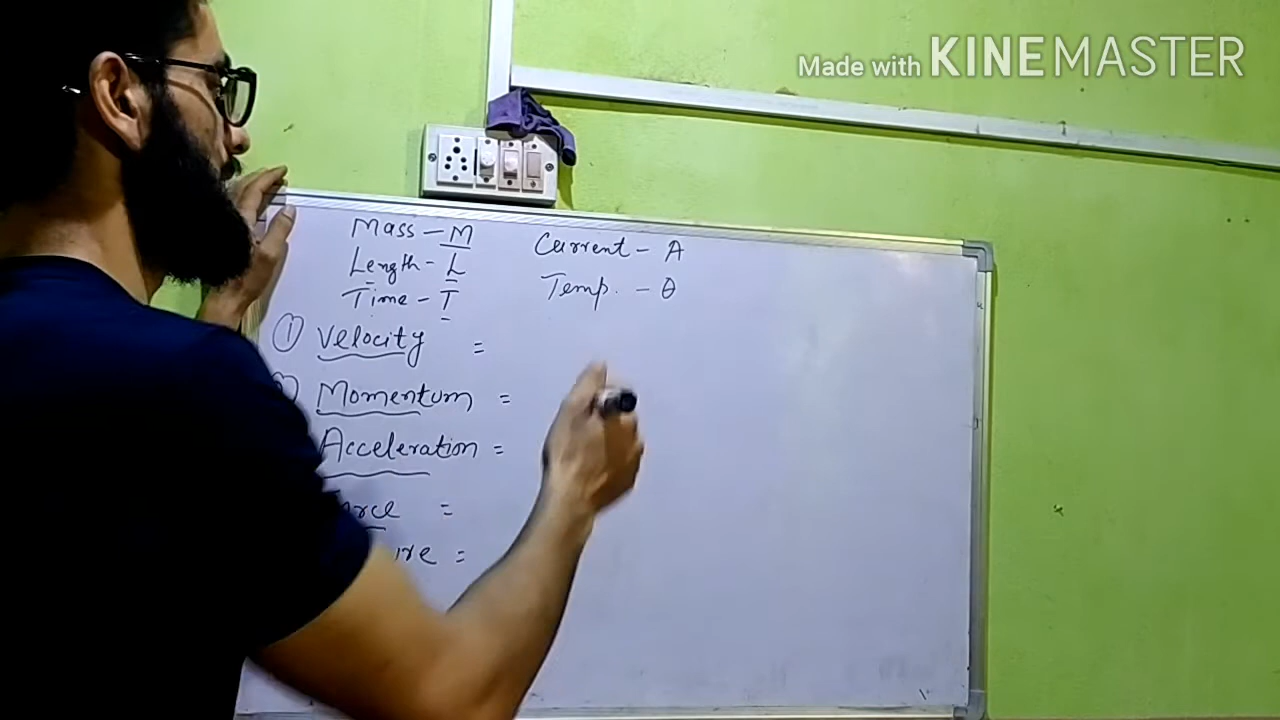 Made with KINEMASTER
Mass - M
Length - L
Time - T
Current - A
Temp. - θ
① Velocity =
Momentum =
Acceleration =
=
=